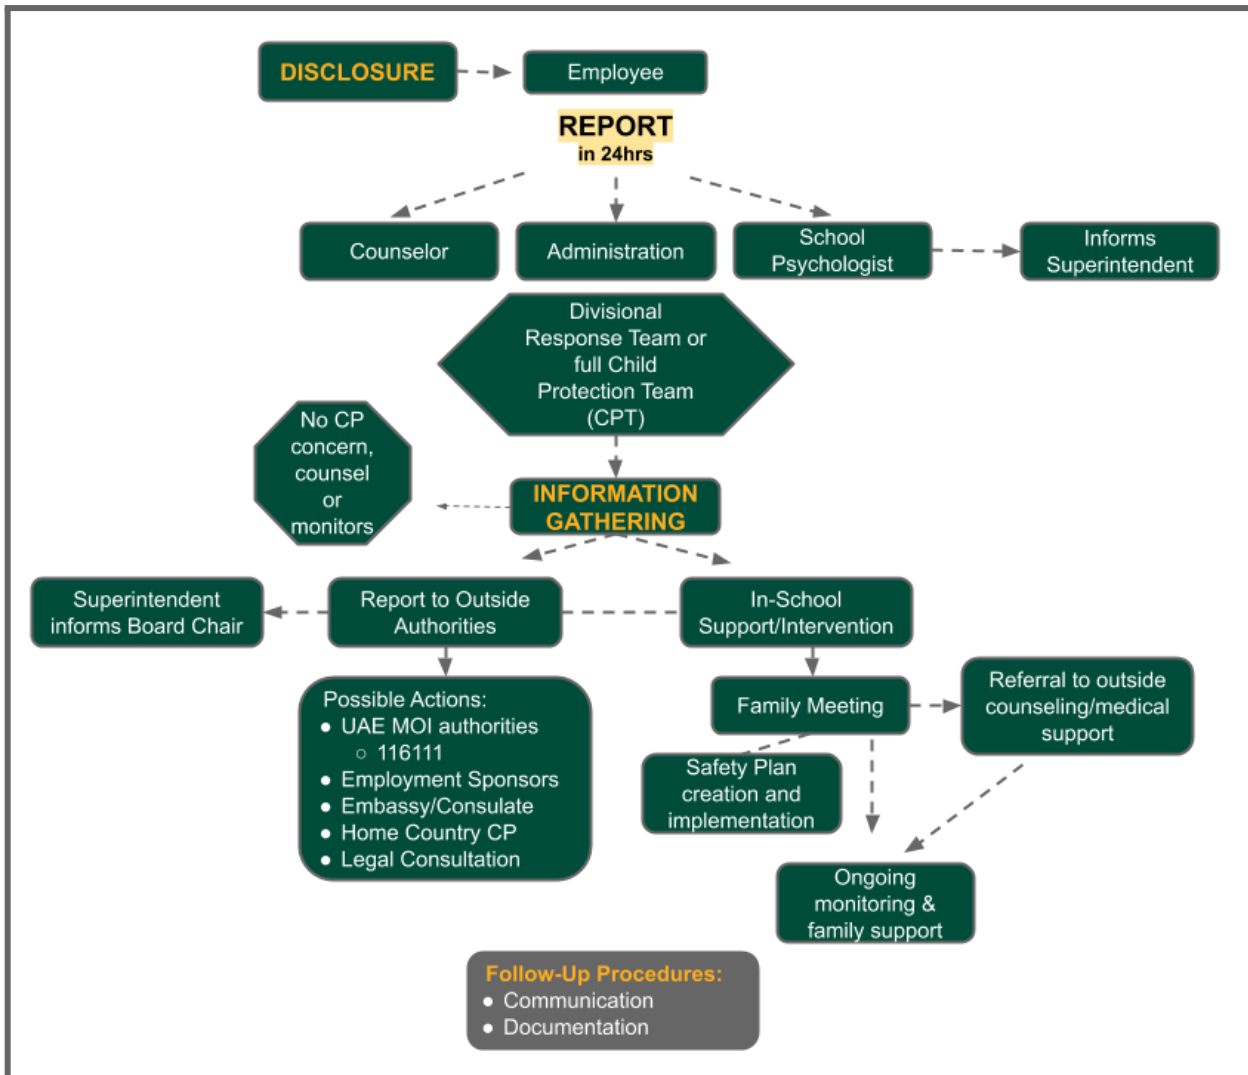 DISCLOSURE
Employee
REPORT
in 24hrs
Counselor
Administration
School
Psychologist
Informs
Superintendent
Divisional
Response Team or
full Child
Protection Team
(CPT)
No CP
concern,
counsel
or
monitors
INFORMATION
GATHERING
Superintendent
informs Board Chair
Report to Outside
Authorities
In-School
Support/Intervention
Possible Actions:
● UAE MOI authorities
○ 116111
● Employment Sponsors
● Embassy/Consulate
● Home Country CP
● Legal Consultation
Family Meeting
Referral to outside
counseling/medical
support
Safety Plan
creation and
implementation
Ongoing
monitoring &
family support
Follow-Up Procedures:
● Communication
● Documentation